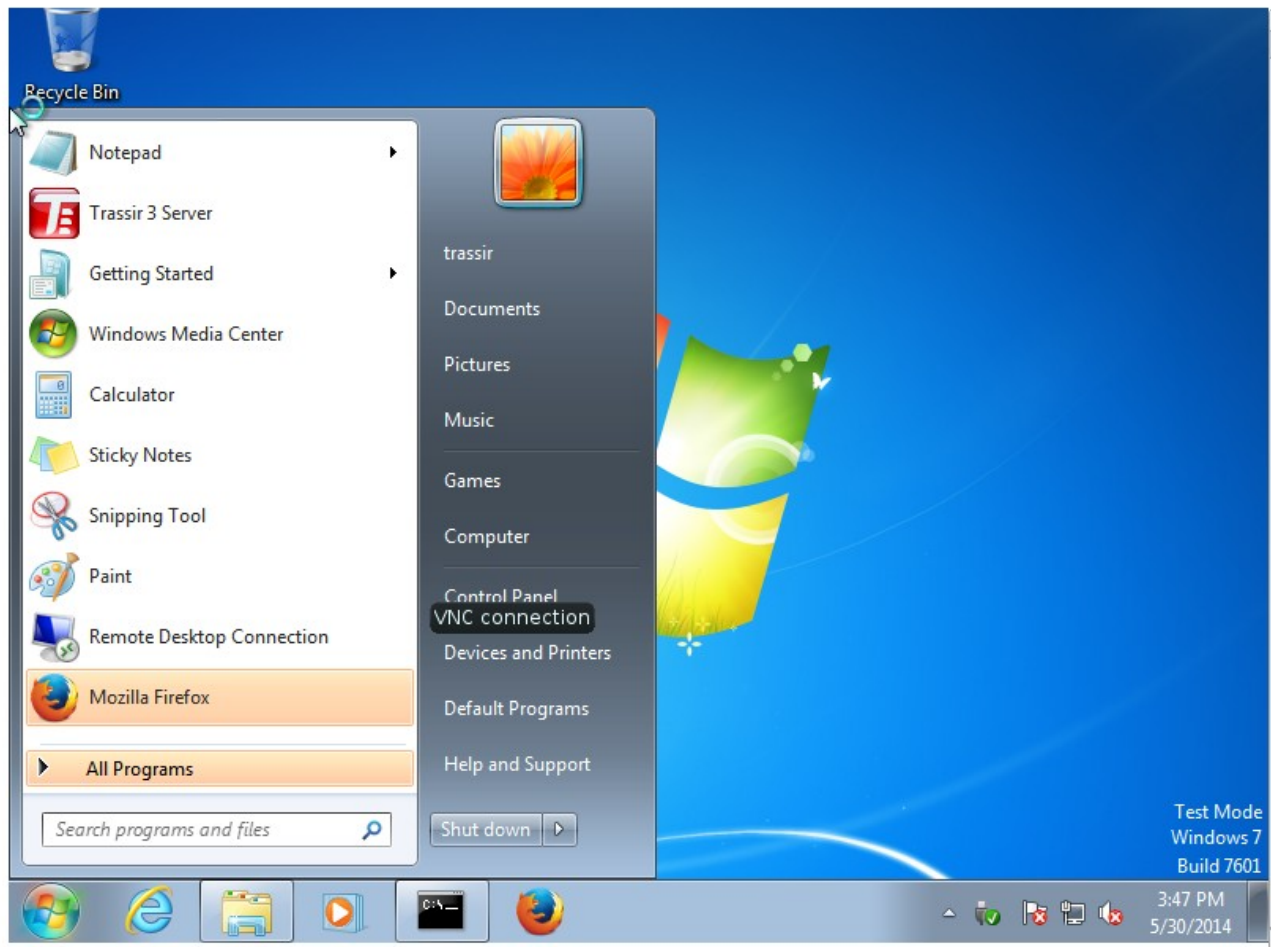 Recycle Bin
Notepad
Trassir 3 Server
Getting Started
Windows Media Center
Calculator
Sticky Notes
Snipping Tool
Paint
Remote Desktop Connection
Mozilla Firefox
All Programs
Search programs and files
trassir
Documents
Pictures
Music
Games
Computer
Control Panel
VNC connection
Devices and Printers
Default Programs
Help and Support
Shut down
Test Mode
Windows 7
Build 7601
C:\_
3:47 PM
5/30/2014